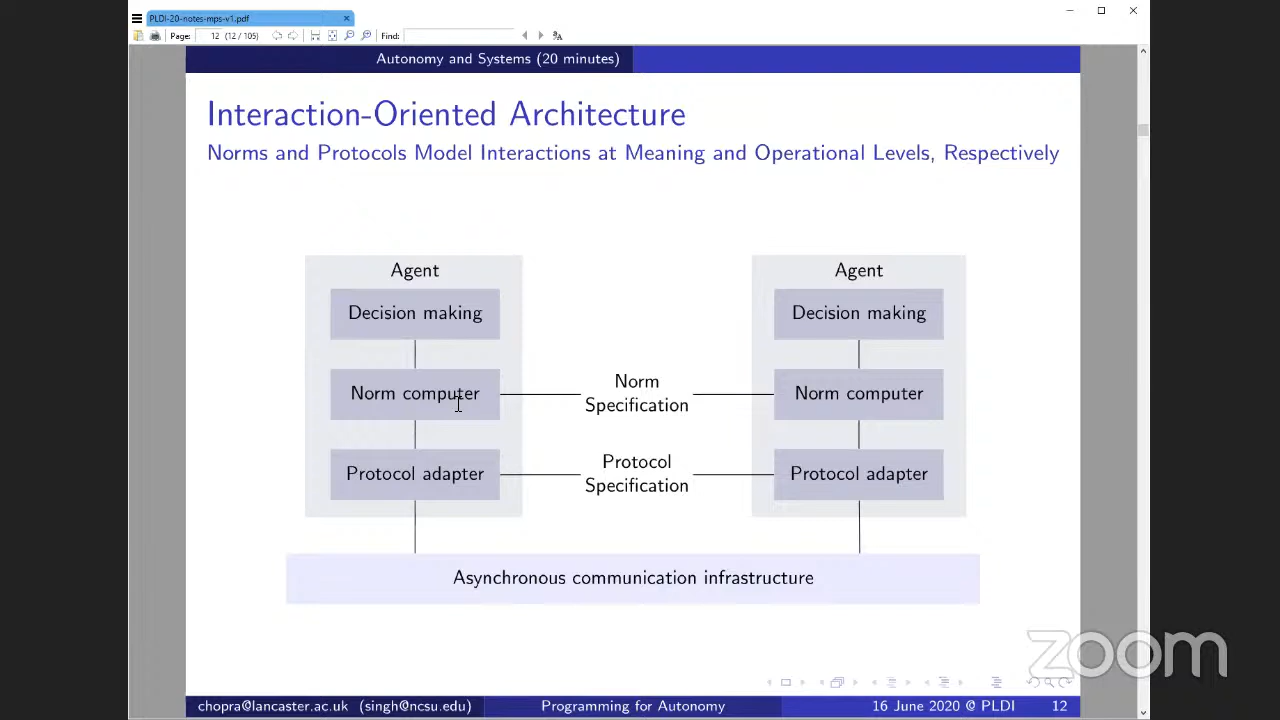 PLDI-20-notes-mps-v1.pdf
Page: 12 (12 / 105) Find:
Autonomy and Systems (20 minutes)
Interaction-Oriented Architecture
Norms and Protocols Model Interactions at Meaning and Operational Levels, Respectively
Agent Agent
Decision making Decision making
Norm computer Norm Specification Norm computer
Protocol adapter Protocol Specification Protocol adapter
Asynchronous communication infrastructure
zoom
chopra@lancaster.ac.uk (singh@ncsu.edu) Programming for Autonomy 16 June 2020 @ PLDI 12